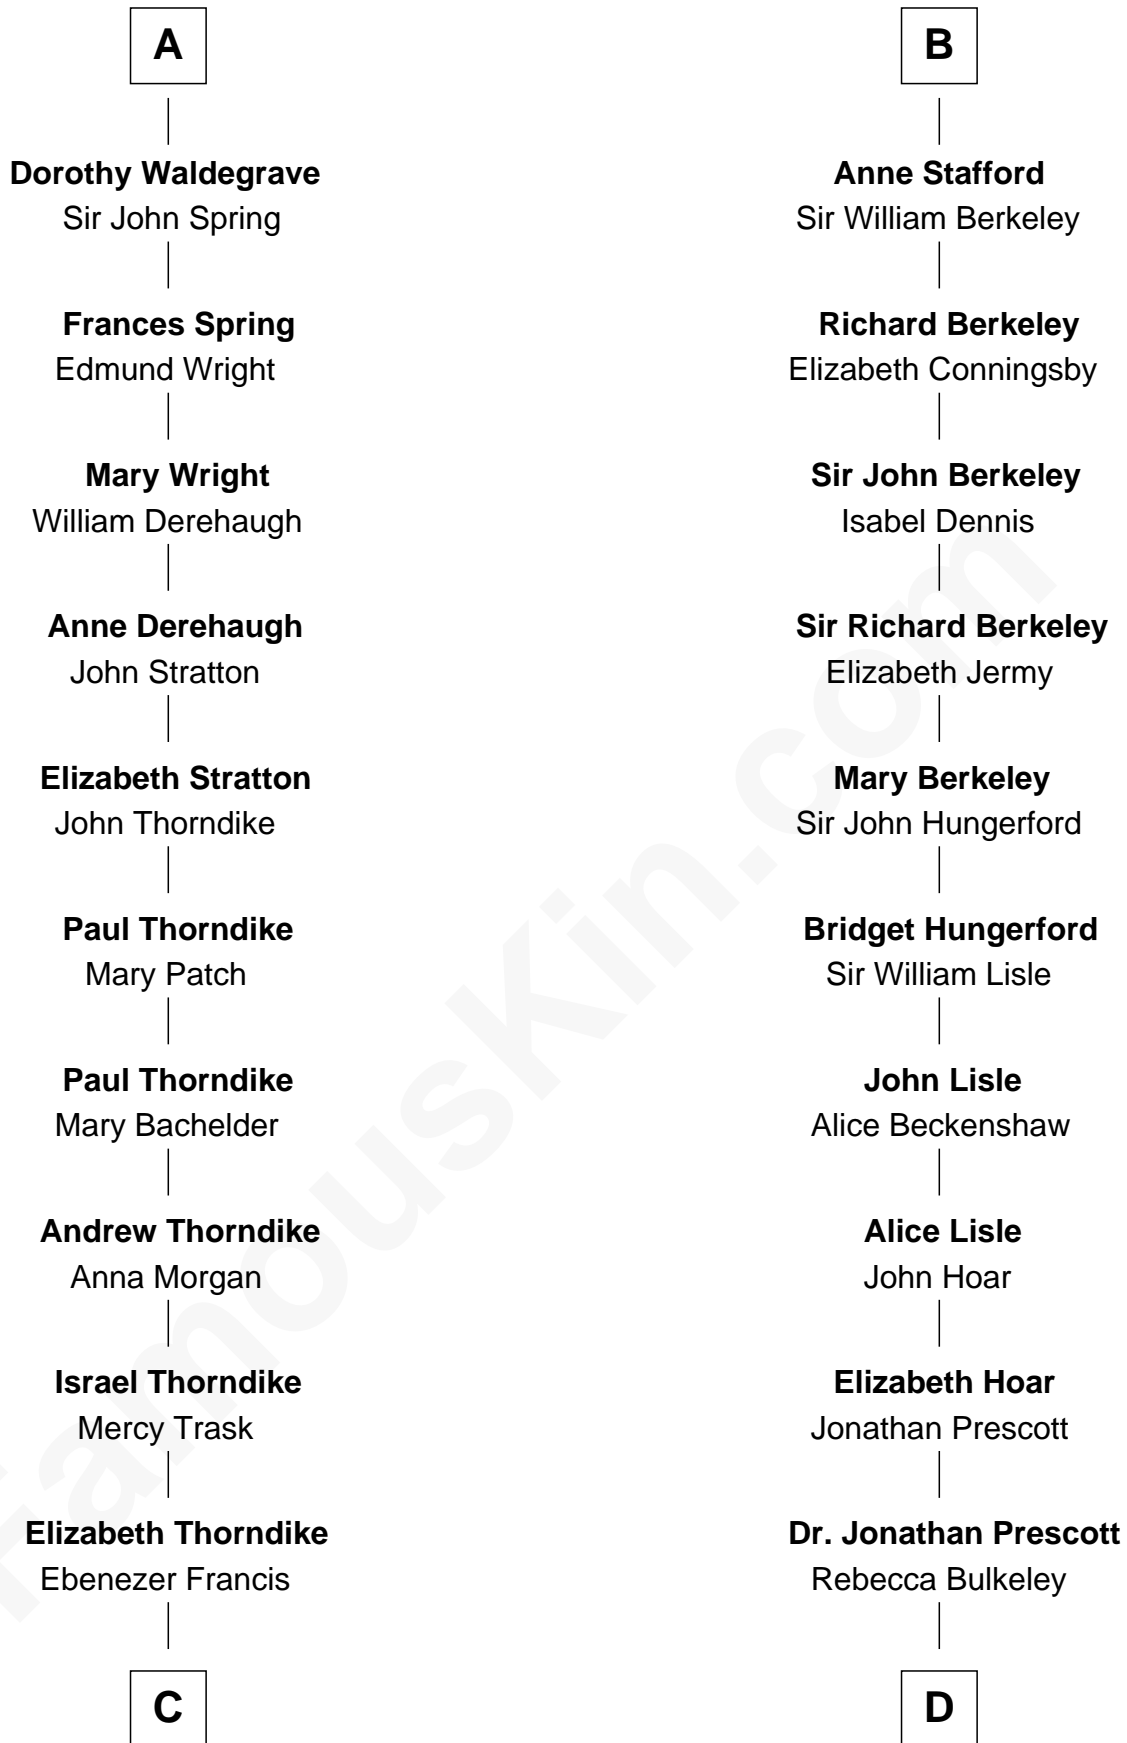 A
Dorothy Waldegrave
Sir John Spring
Frances Spring
Edmund Wright
Mary Wright
William Derehaugh
Anne Derehaugh
John Stratton
Elizabeth Stratton
John Thorndike
Paul Thorndike
Mary Patch
Paul Thorndike
Mary Bachelder
Andrew Thorndike
Anna Morgan
Israel Thorndike
Mercy Trask
Elizabeth Thorndike
Ebenezer Francis
C
B
Anne Stafford
Sir William Berkeley
Richard Berkeley
Elizabeth Conningsby
Sir John Berkeley
Isabel Dennis
Sir Richard Berkeley
Elizabeth Jermy
Mary Berkeley
Sir John Hungerford
Bridget Hungerford
Sir William Lisle
John Lisle
Alice Beckenshaw
Alice Lisle
John Hoar
Elizabeth Hoar
Jonathan Prescott
Dr. Jonathan Prescott
Rebecca Bulkeley
D
FamousKin.com